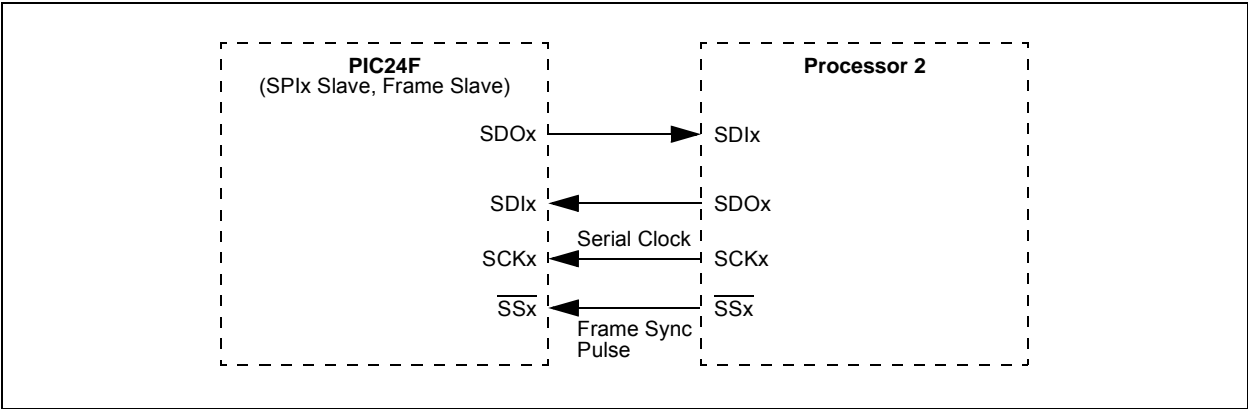 PIC24F
(SPIx Slave, Frame Slave)
Processor 2
SDOx
SDIx
SDIx
SDOx
Serial Clock
SCKx
SCKx
SSx
SSx
Frame Sync
Pulse